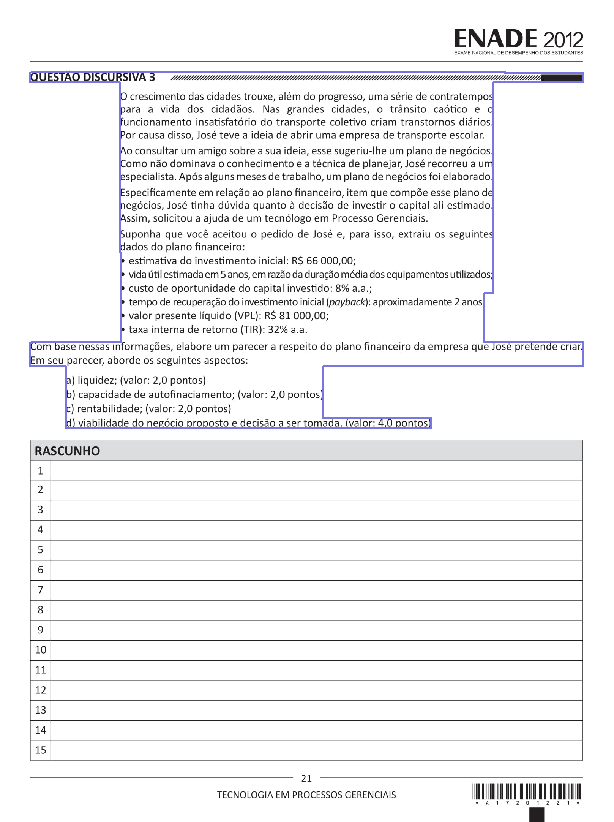 ENADE 2012
EXAME NACIONAL DE DESEMPENHO DOS ESTUDANTES
QUESTÃO DISCURSIVA 3
O crescimento das cidades trouxe, além do progresso, uma série de contratempos
para a vida dos cidadãos. Nas grandes cidades, o trânsito caótico e o
funcionamento insatisfatório do transporte coletivo criam transtornos diários.
Por causa disso, José teve a ideia de abrir uma empresa de transporte escolar.
Ao consultar um amigo sobre a sua ideia, esse sugeriu-lhe um plano de negócios.
Como não dominava o conhecimento e a técnica de planejar, José recorreu a um
especialista. Após alguns meses de trabalho, um plano de negócios foi elaborado.
Especificamente em relação ao plano financeiro, item que compõe esse plano de
negócios, José tinha dúvida quanto à decisão de investir o capital ali estimado.
Assim, solicitou a ajuda de um tecnólogo em Processo Gerenciais.
Suponha que você aceitou o pedido de José e, para isso, extraiu os seguintes
dados do plano financeiro:
• estimativa do investimento inicial: R$ 66 000,00;
• vida útil estimada em 5 anos, em razão da duração média dos equipamentos utilizados;
• custo de oportunidade do capital investido: 8% a.a.;
• tempo de recuperação do investimento inicial (payback): aproximadamente 2 anos
• valor presente líquido (VPL): R$ 81 000,00;
• taxa interna de retorno (TIR): 32% a.a.
Com base nessas informações, elabore um parecer a respeito do plano financeiro da empresa que José pretende criar.
Em seu parecer, aborde os seguintes aspectos:
a) liquidez; (valor: 2,0 pontos)
b) capacidade de autofinaciamento; (valor: 2,0 pontos)
c) rentabilidade; (valor: 2,0 pontos)
d) viabilidade do negócio proposto e decisão a ser tomada. (valor: 4,0 pontos)
RASCUNHO
1
2
3
4
5
6
7
8
9
10
11
12
13
14
15
21
TECNOLOGIA EM PROCESSOS GERENCIAIS
*A1720122 1*